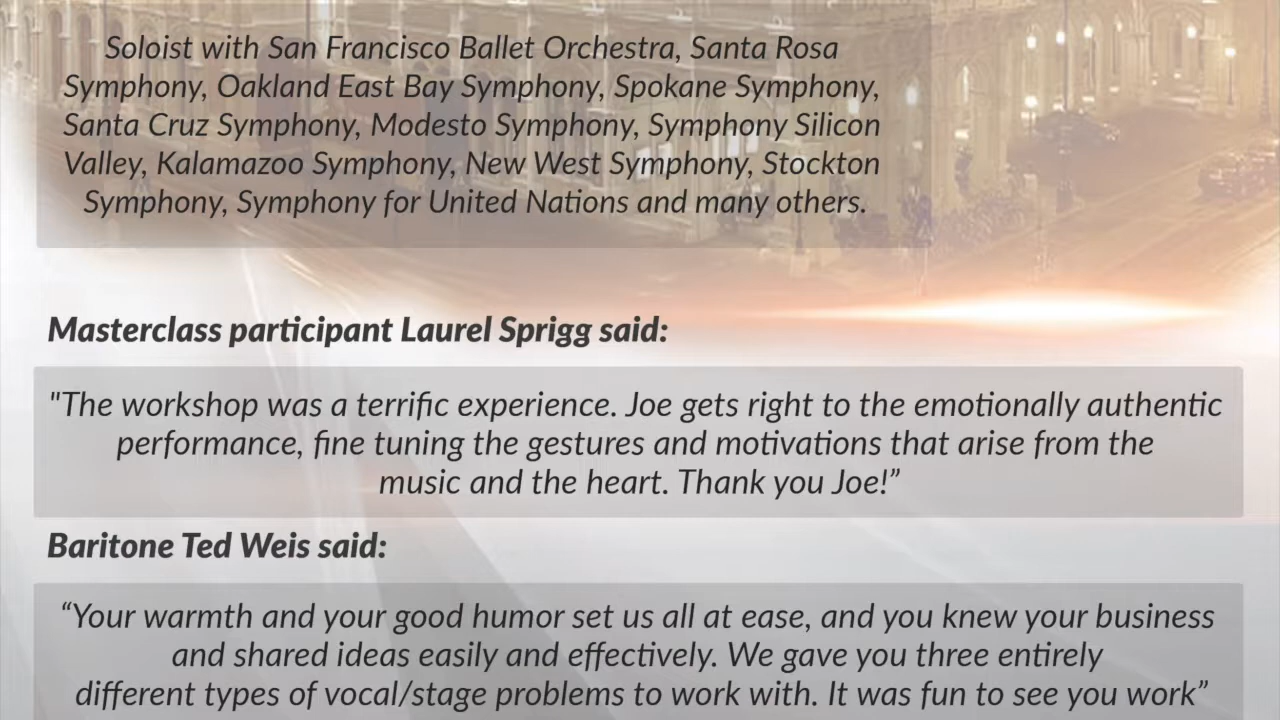 Soloist with San Francisco Ballet Orchestra, Santa Rosa
Symphony, Oakland East Bay Symphony, Spokane Symphony,
Santa Cruz Symphony, Modesto Symphony, Symphony Silicon
Valley, Kalamazoo Symphony, New West Symphony, Stockton
Symphony, Symphony for United Nations and many others.
Masterclass participant Laurel Sprigg said:
"The workshop was a terrific experience. Joe gets right to the emotionally authentic
performance, fine tuning the gestures and motivations that arise from the
music and the heart. Thank you Joe!”
Baritone Ted Weis said:
“Your warmth and your good humor set us all at ease, and you knew your business
and shared ideas easily and effectively. We gave you three entirely
different types of vocal/stage problems to work with. It was fun to see you work”